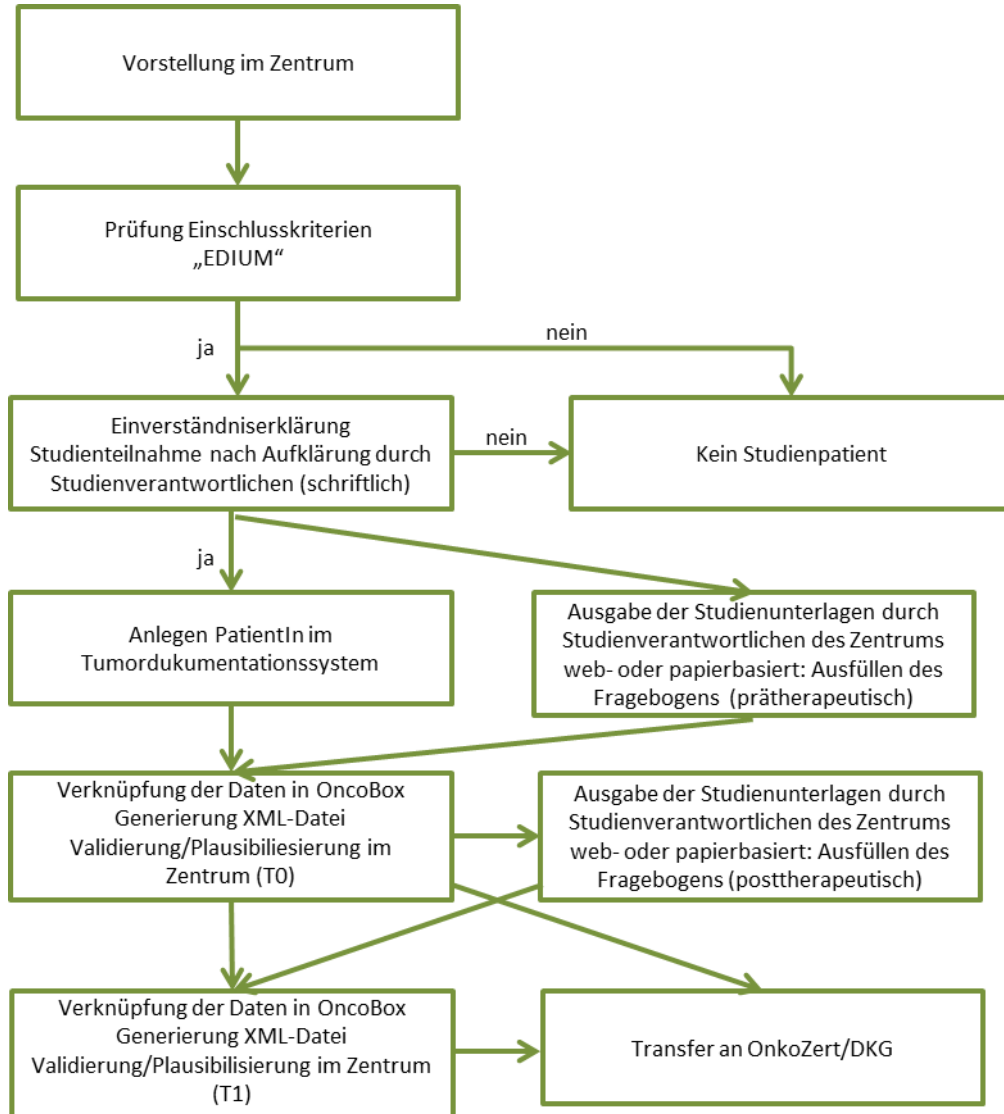 Vorstellung im Zentrum
Prüfung Einschlusskriterien
„EDIUM“
ja
nein
Einverständniserklärung
Studienteilnahme nach Aufklärung durch
Studienverantwortlichen (schriftlich)
nein
Kein Studienpatient
ja
Anlegen PatientIn im
Tumordukumentationssystem
Ausgabe der Studienunterlagen durch
Studienverantwortlichen des Zentrums
web- oder papierbasiert: Ausfüllen des
Fragebogens (prätherapeutisch)
Verknüpfung der Daten in OncoBox
Generierung XML-Datei
Validierung/Plausibiliesierung im
Zentrum (T0)
Ausgabe der Studienunterlagen durch
Studienverantwortlichen des Zentrums
web- oder papierbasiert: Ausfüllen des
Fragebogens (posttherapeutisch)
Verknüpfung der Daten in OncoBox
Generierung XML-Datei
Validierung/Plausibilisierung im Zentrum
(T1)
Transfer an OnkoZert/DKG